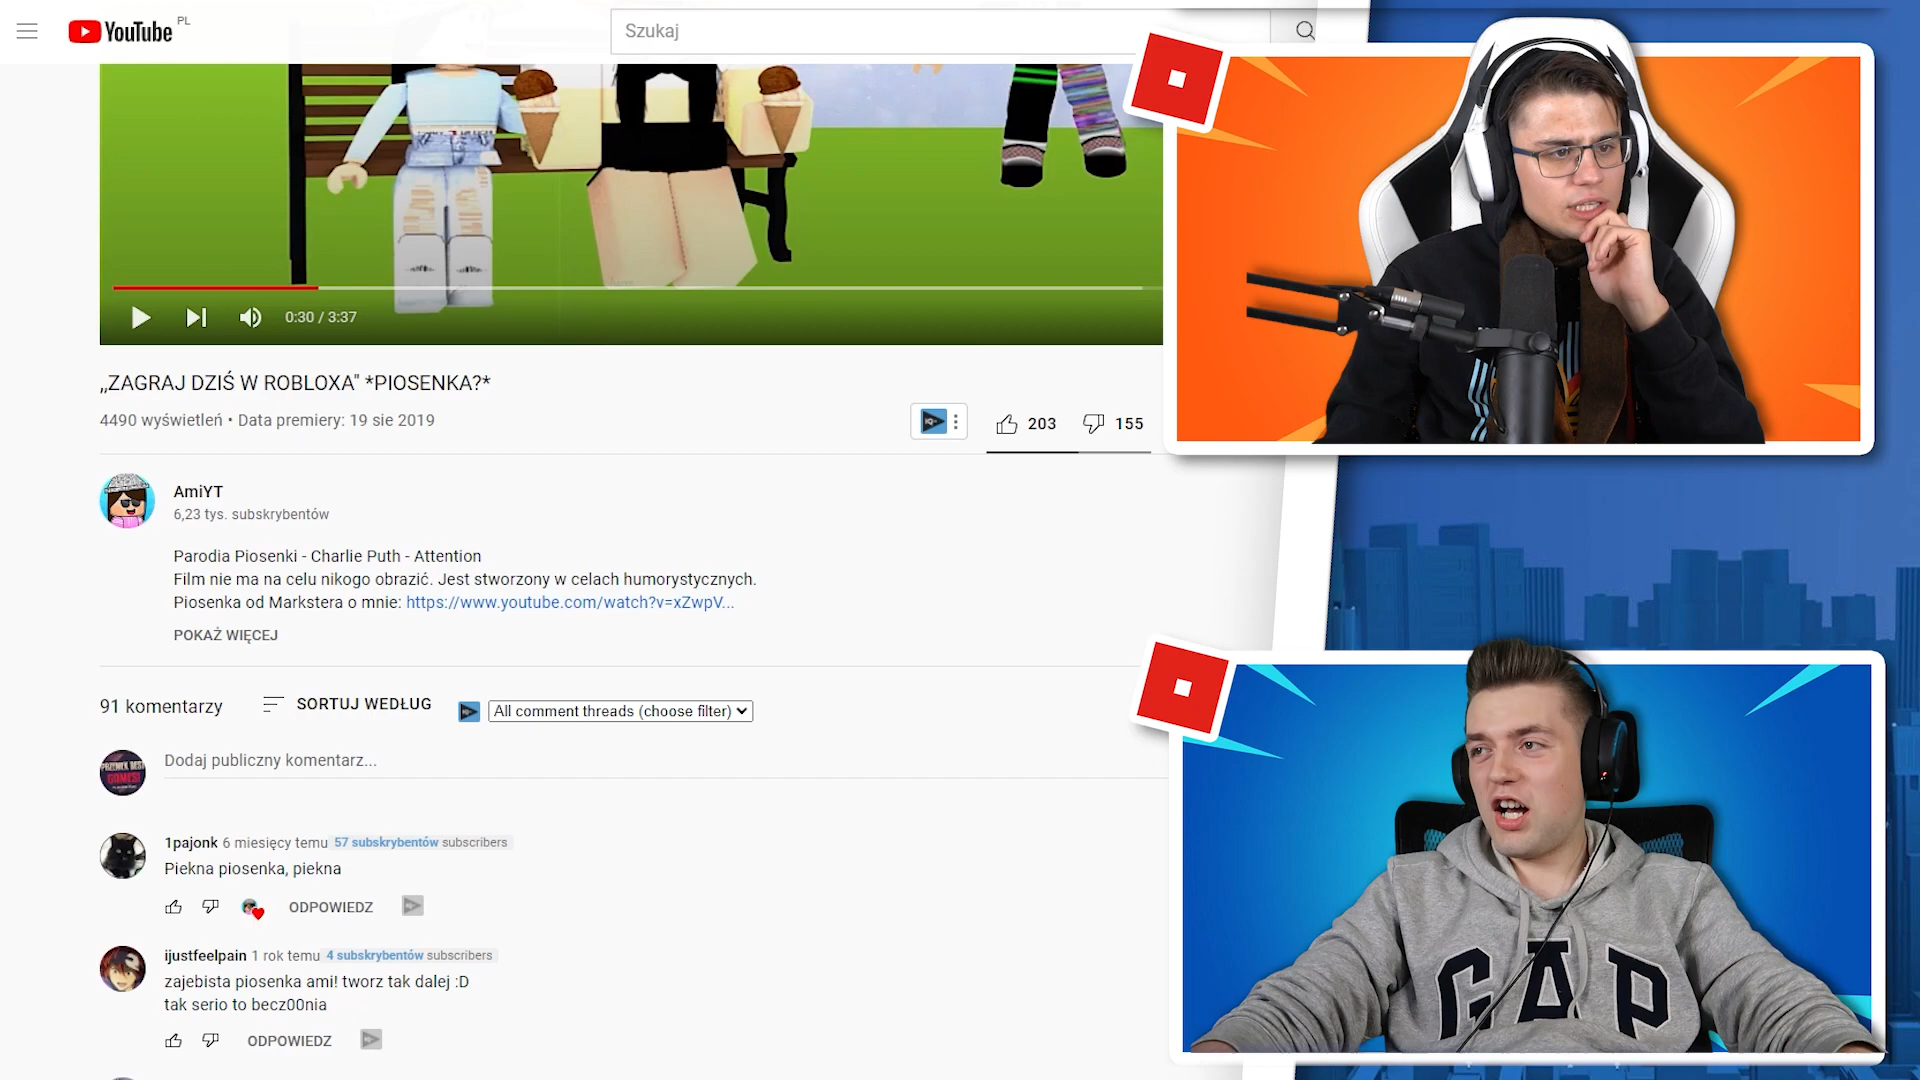 YouTube PL
Szukaj
0:30 / 3:37
,,ZAGRAJ DZIŚ W ROBLOXA" *PIOSENKA?*
4490 wyświetleń • Data premiery: 19 sie 2019
203
155
AmiYT
6,23 tys. subskrybentów
Parodia Piosenki - Charlie Puth - Attention
Film nie ma na celu nikogo obrazić. Jest stworzony w celach humorystycznych.
Piosenka od Markstera o mnie: https://www.youtube.com/watch?v=xZwpV...
POKAŻ WIĘCEJ
91 komentarzy
SORTUJ WEDŁUG
All comment threads (choose filter)
Dodaj publiczny komentarz...
1pajonk 6 miesięcy temu 57 subskrybentów subscribers
Piekna piosenka, piekna
ODPOWIEDZ
ijustfeelpain 1 rok temu 4 subskrybentów subscribers
zajebista piosenka ami! tworz tak dalej :D
tak serio to becz00nia
ODPOWIEDZ
GAP